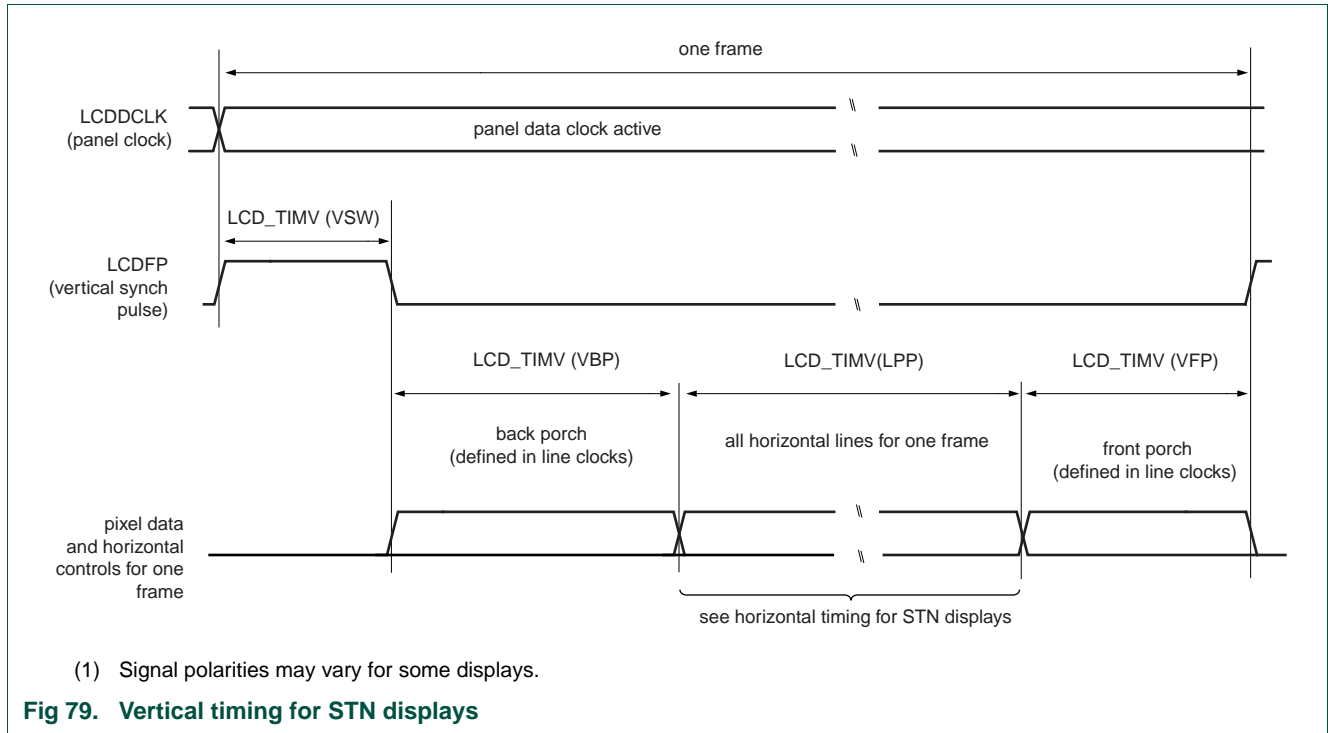 one frame
LCDDCLK
(panel clock)
panel data clock active
LCD_TIMV (VSW)
LCDFP
(vertical synch
pulse)
LCD_TIMV (VBP)
LCD_TIMV(LPP)
LCD_TIMV (VFP)
back porch
(defined in line clocks)
all horizontal lines for one frame
front porch
(defined in line clocks)
pixel data
and horizontal
controls for one
frame
see horizontal timing for STN displays
(1) Signal polarities may vary for some displays.
Fig 79. Vertical timing for STN displays